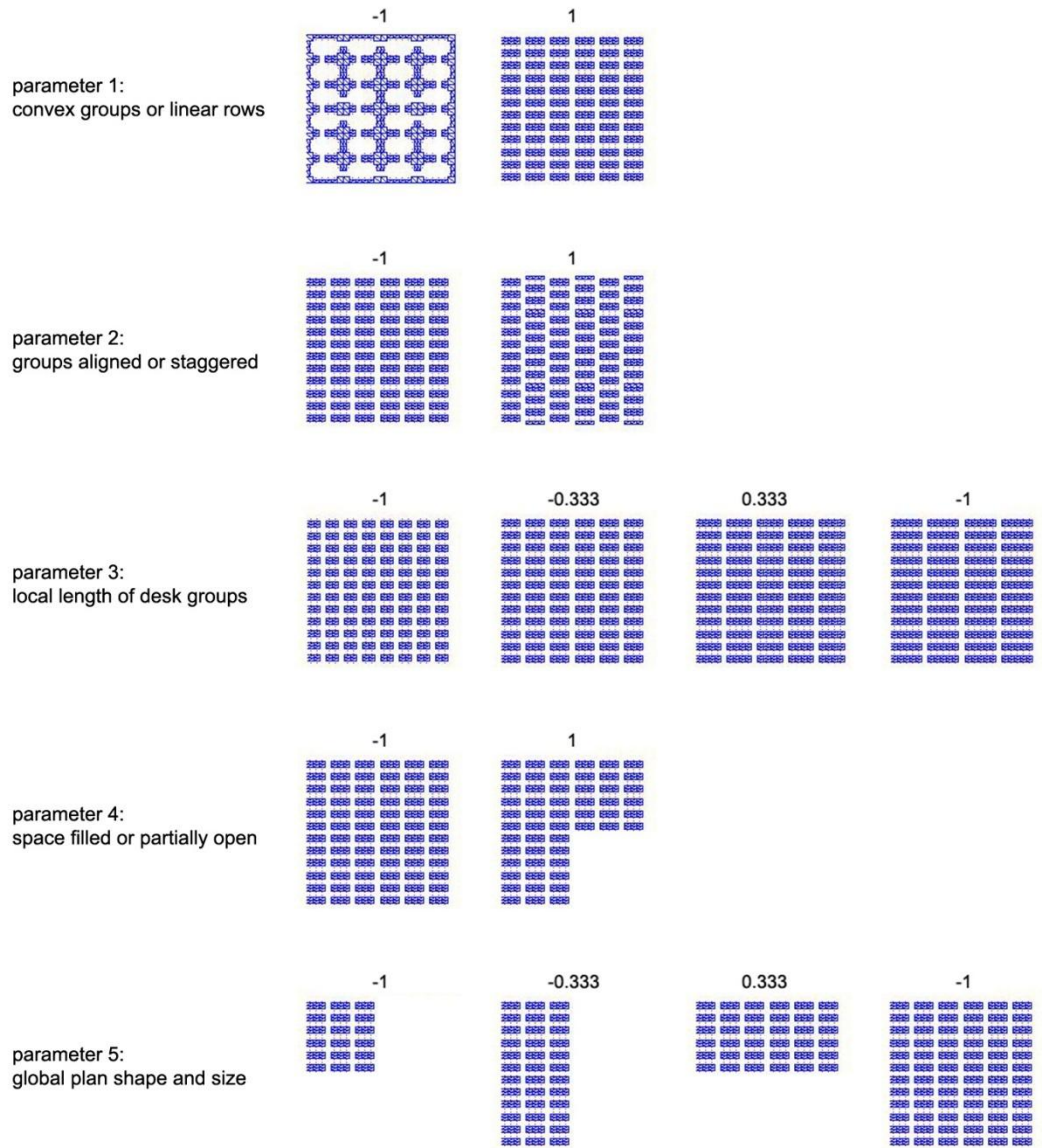 -1 1
parameter 1:
convex groups or linear rows
-1 1
parameter 2:
groups aligned or staggered
-1 -0.333 0.333 -1
parameter 3:
local length of desk groups
-1 1
parameter 4:
space filled or partially open
-1 -0.333 0.333 -1
parameter 5:
global plan shape and size